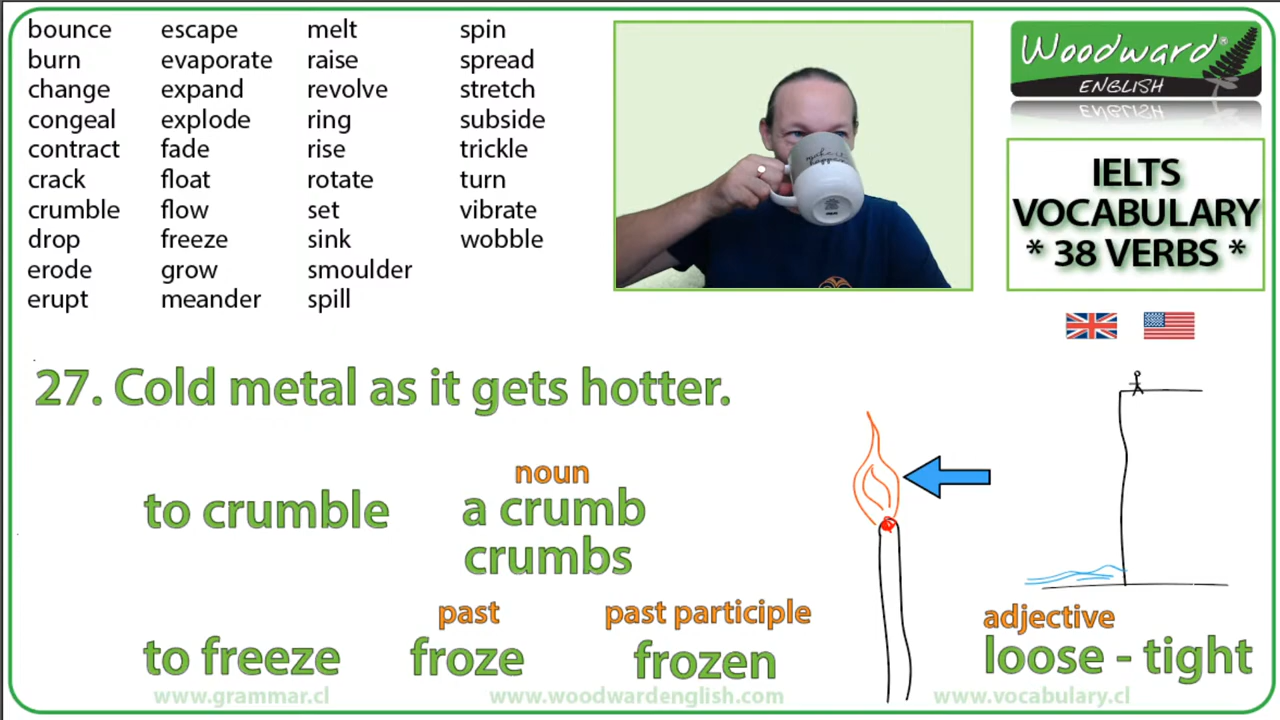 bounce escape melt spin
burn evaporate raise spread
change expand revolve stretch
congeal explode ring subside
contract fade rise trickle
crack float rotate turn
crumble flow set vibrate
drop freeze sink wobble
erode grow smoulder
erupt meander spill
make it happen
Woodward®
ENGLISH
IELTS
VOCABULARY
* 38 VERBS *
27. Cold metal as it gets hotter.
noun
to crumble a crumb
crumbs
past past participle adjective
to freeze froze frozen loose - tight
www.grammar.cl www.woodwardenglish.com www.vocabulary.cl